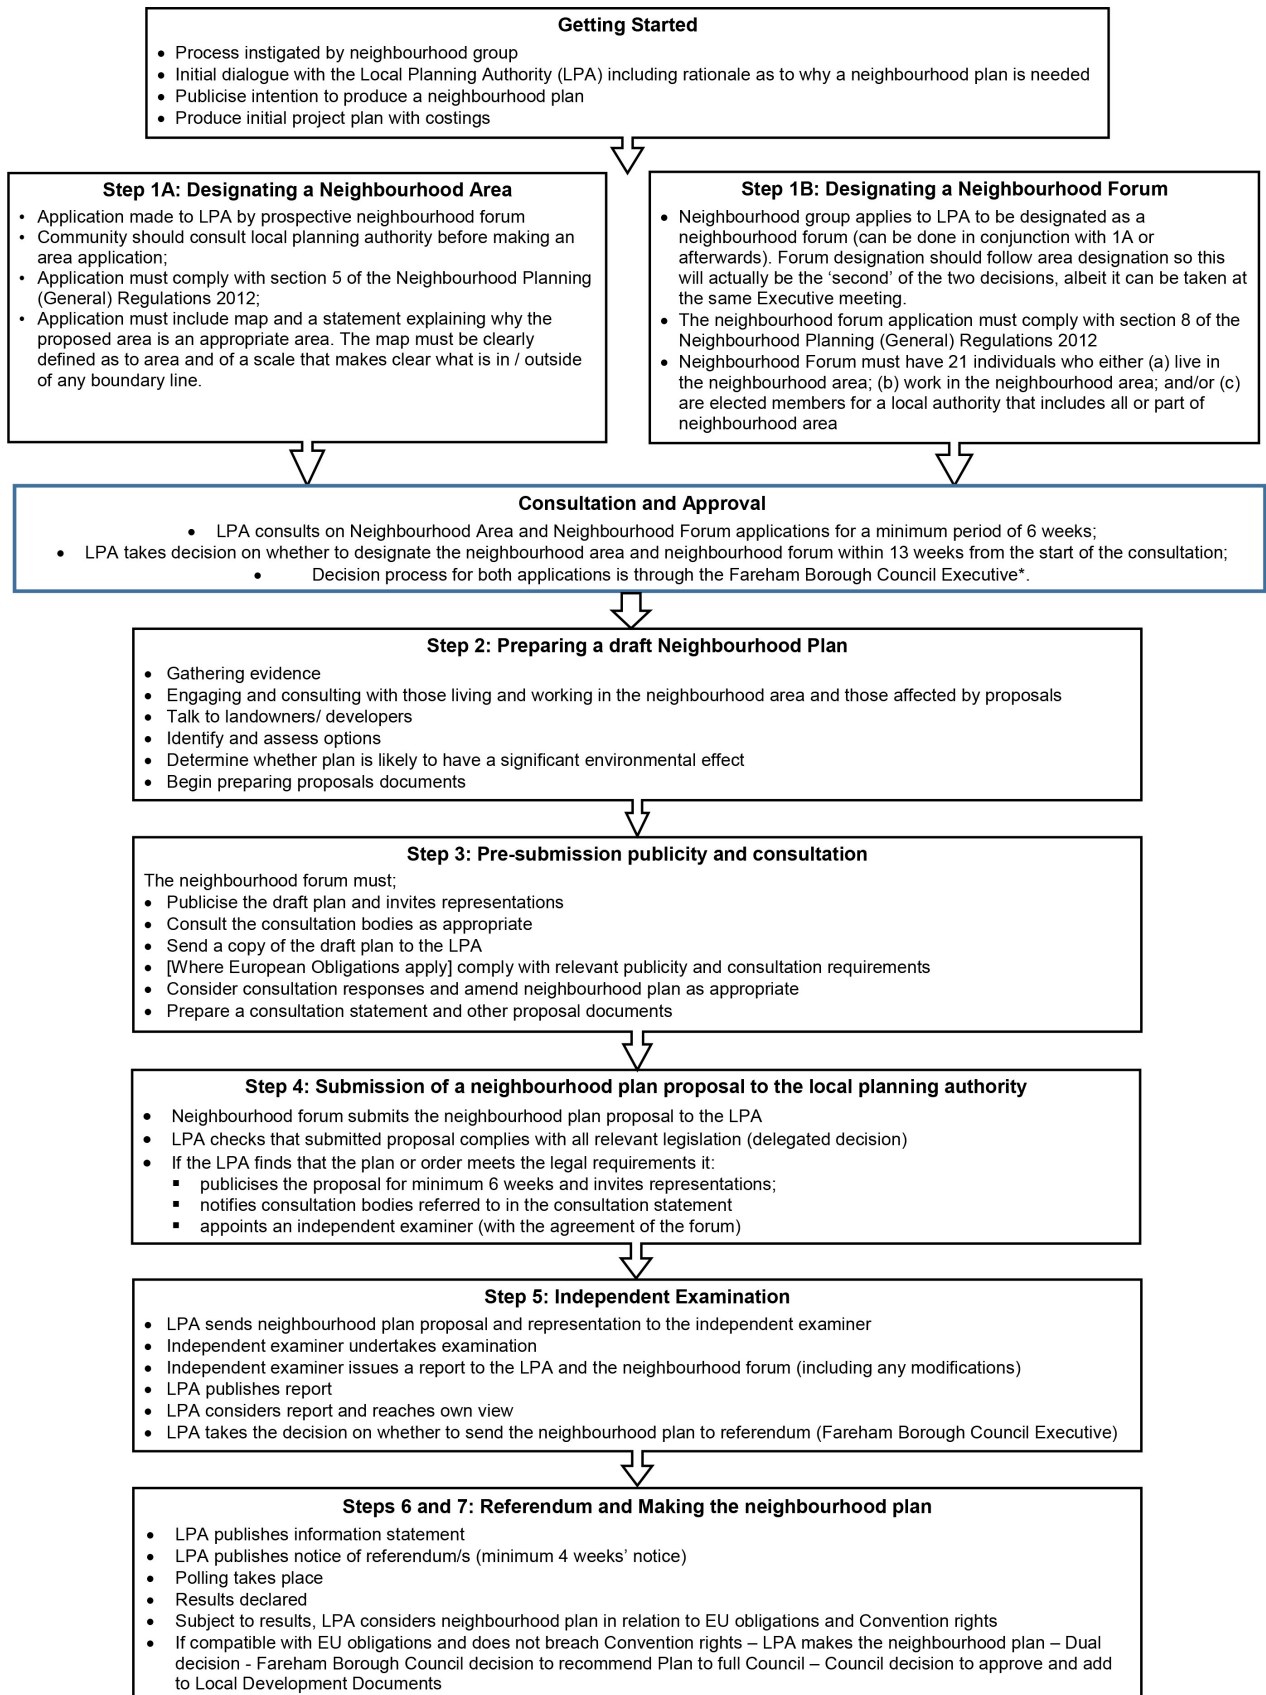 Getting Started
• Process instigated by neighbourhood group
• Initial dialogue with the Local Planning Authority (LPA) including rationale as to why a neighbourhood plan is needed
• Publicise intention to produce a neighbourhood plan
• Produce initial project plan with costings
Step 1A: Designating a Neighbourhood Area
• Application made to LPA by prospective neighbourhood forum
• Community should consult local planning authority before making an
area application;
• Application must comply with section 5 of the Neighbourhood Planning
(General) Regulations 2012;
• Application must include map and a statement explaining why the
proposed area is an appropriate area. The map must be clearly
defined as to area and of a scale that makes clear what is in / outside
of any boundary line.
Step 1B: Designating a Neighbourhood Forum
• Neighbourhood group applies to LPA to be designated as a
neighbourhood forum (can be done in conjunction with 1A or
afterwards). Forum designation should follow area designation so this
will actually be the ‘second’ of the two decisions, albeit it can be taken at
the same Executive meeting.
• The neighbourhood forum application must comply with section 8 of the
Neighbourhood Planning (General) Regulations 2012
• Neighbourhood Forum must have 21 individuals who either (a) live in
the neighbourhood area; (b) work in the neighbourhood area; and/or (c)
are elected members for a local authority that includes all or part of
neighbourhood area
Consultation and Approval
• LPA consults on Neighbourhood Area and Neighbourhood Forum applications for a minimum period of 6 weeks;
• LPA takes decision on whether to designate the neighbourhood area and neighbourhood forum within 13 weeks from the start of the consultation;
• Decision process for both applications is through the Fareham Borough Council Executive*.
Step 2: Preparing a draft Neighbourhood Plan
• Gathering evidence
• Engaging and consulting with those living and working in the neighbourhood area and those affected by proposals
• Talk to landowners/ developers
• Identify and assess options
• Determine whether plan is likely to have a significant environmental effect
• Begin preparing proposals documents
Step 3: Pre-submission publicity and consultation
The neighbourhood forum must;
• Publicise the draft plan and invites representations
• Consult the consultation bodies as appropriate
• Send a copy of the draft plan to the LPA
• [Where European Obligations apply] comply with relevant publicity and consultation requirements
• Consider consultation responses and amend neighbourhood plan as appropriate
• Prepare a consultation statement and other proposal documents
Step 4: Submission of a neighbourhood plan proposal to the local planning authority
• Neighbourhood forum submits the neighbourhood plan proposal to the LPA
• LPA checks that submitted proposal complies with all relevant legislation (delegated decision)
• If the LPA finds that the plan or order meets the legal requirements it:
▪ publicises the proposal for minimum 6 weeks and invites representations;
▪ notifies consultation bodies referred to in the consultation statement
▪ appoints an independent examiner (with the agreement of the forum)
Step 5: Independent Examination
• LPA sends neighbourhood plan proposal and representation to the independent examiner
• Independent examiner undertakes examination
• Independent examiner issues a report to the LPA and the neighbourhood forum (including any modifications)
• LPA publishes report
• LPA considers report and reaches own view
• LPA takes the decision on whether to send the neighbourhood plan to referendum (Fareham Borough Council Executive)
Steps 6 and 7: Referendum and Making the neighbourhood plan
• LPA publishes information statement
• LPA publishes notice of referendum/s (minimum 4 weeks’ notice)
• Polling takes place
• Results declared
• Subject to results, LPA considers neighbourhood plan in relation to EU obligations and Convention rights
• If compatible with EU obligations and does not breach Convention rights – LPA makes the neighbourhood plan – Dual
decision - Fareham Borough Council decision to recommend Plan to full Council – Council decision to approve and add
to Local Development Documents